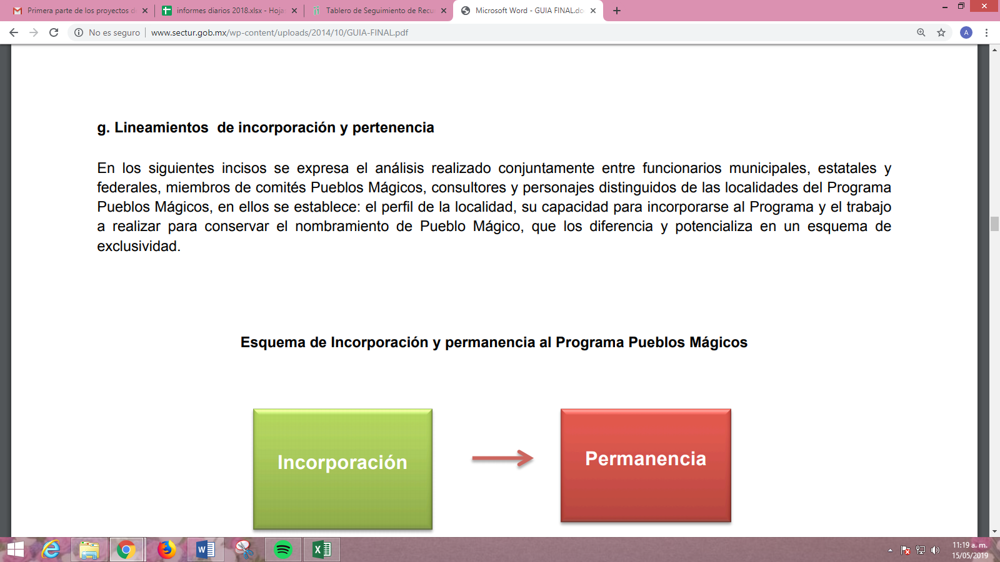 Primera parte de los proyectos d
informes diarios 2018.xlsx - Hoja
Tablero de Seguimiento de Recu
Microsoft Word - GUIA FINAL.do
No es seguro
www.sectur.gob.mx/wp-content/uploads/2014/10/GUIA-FINAL.pdf
A
g. Lineamientos de incorporación y pertenencia
En los siguientes incisos se expresa el análisis realizado conjuntamente entre funcionarios municipales, estatales y
federales, miembros de comités Pueblos Mágicos, consultores y personajes distinguidos de las localidades del Programa
Pueblos Mágicos, en ellos se establece: el perfil de la localidad, su capacidad para incorporarse al Programa y el trabajo
a realizar para conservar el nombramiento de Pueblo Mágico, que los diferencia y potencializa en un esquema de
exclusividad.
Esquema de Incorporación y permanencia al Programa Pueblos Mágicos
Incorporación
Permanencia
11:19 a. m.
15/05/2019